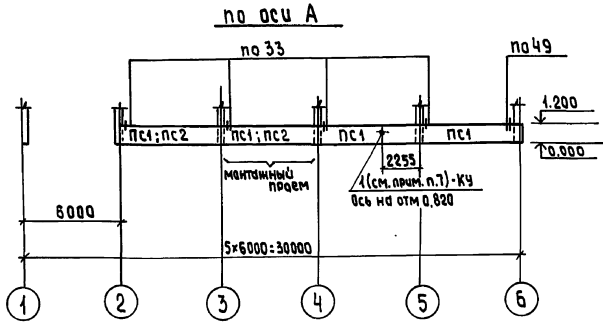 по оси А
по 33
по 49
ПС1; ПС2
ПС1; ПС2
ПС1
ПС1
1.200
0.000
монтажный
проем
2255
1(см.прим.п.7)-КУ
Ось на отм 0,820
6000
5×6000=30000
1
2
3
4
5
6